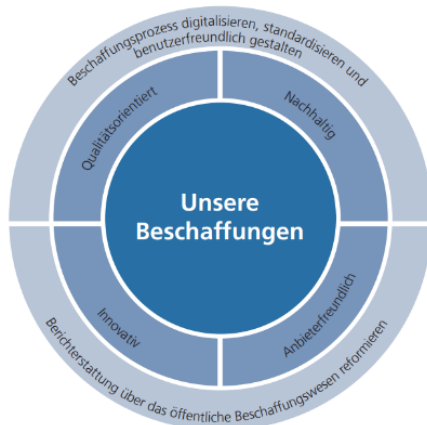 Beschaffungsprozess digitalisieren, standardisieren und
benutzerfreundlich gestalten
Qualitätsorientiert
Nachhaltig
Unsere
Beschaffungen
Innovativ
Anbieterfreundlich
Berichterstattung über das öffentliche Beschaffungswesen reformieren